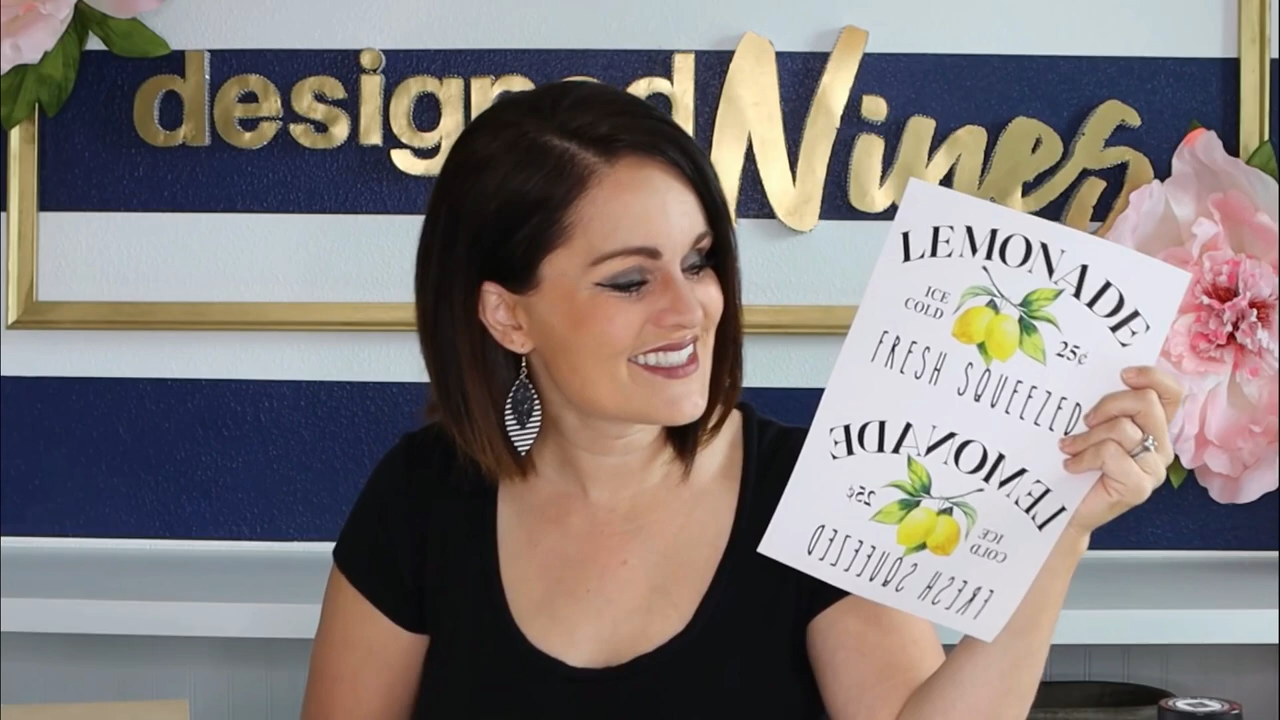 designed Nines
LEMONADE
ICE
COLD
25¢
FRESH SQUEEZED
LEMONADE
25¢
ICE
COLD
FRESH SQUEEZED